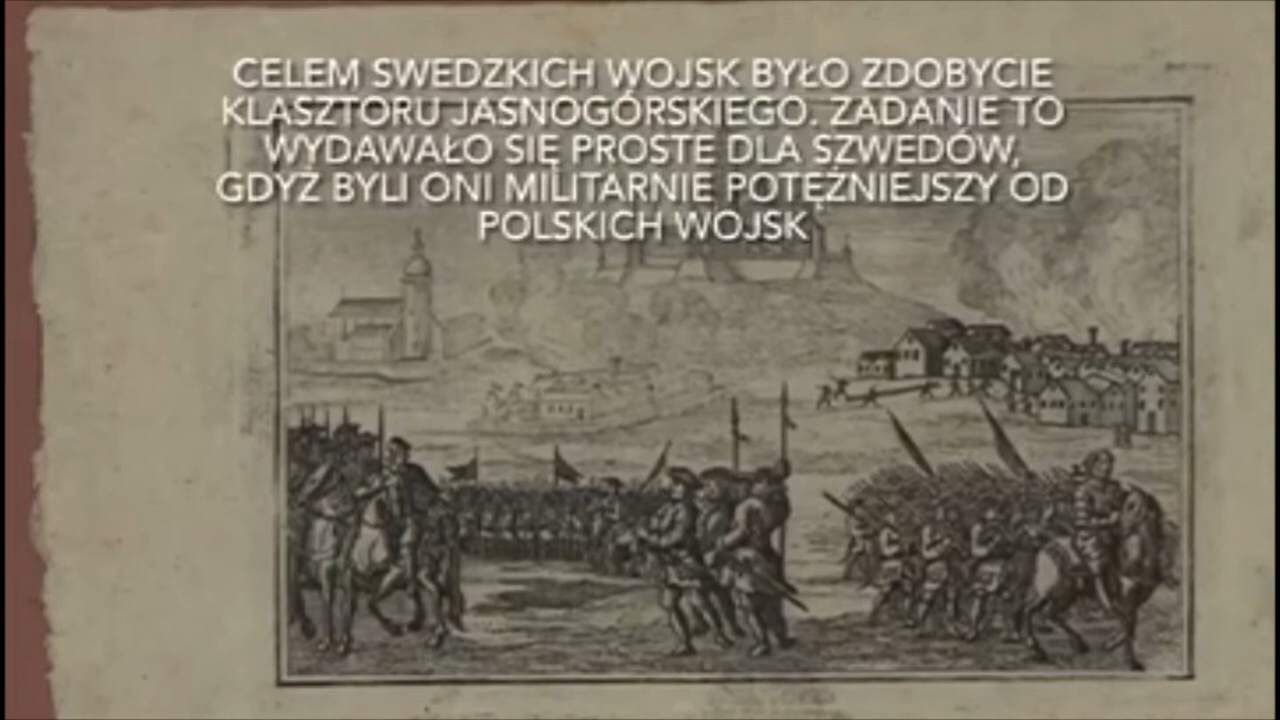 CELEM SWEDZKICH WOJSK BYŁO ZDOBYCIE
KLASZTORU JASNOGÓRSKIEGO. ZADANIE TO
WYDAWAŁO SIĘ PROSTE DLA SZWEDÓW,
GDYŻ BYLI ONI MILITARNIE POTĘŻNIEJSZY OD
POLSKICH WOJSK